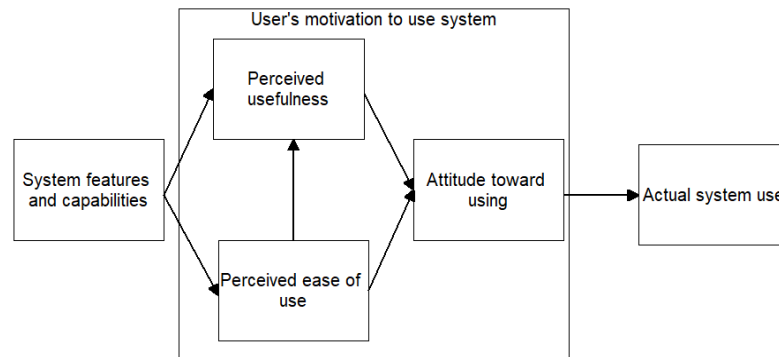 User's motivation to use system
Perceived
usefulness
System features
and capabilities
Attitude toward
using
Actual system use
Perceived ease of
use